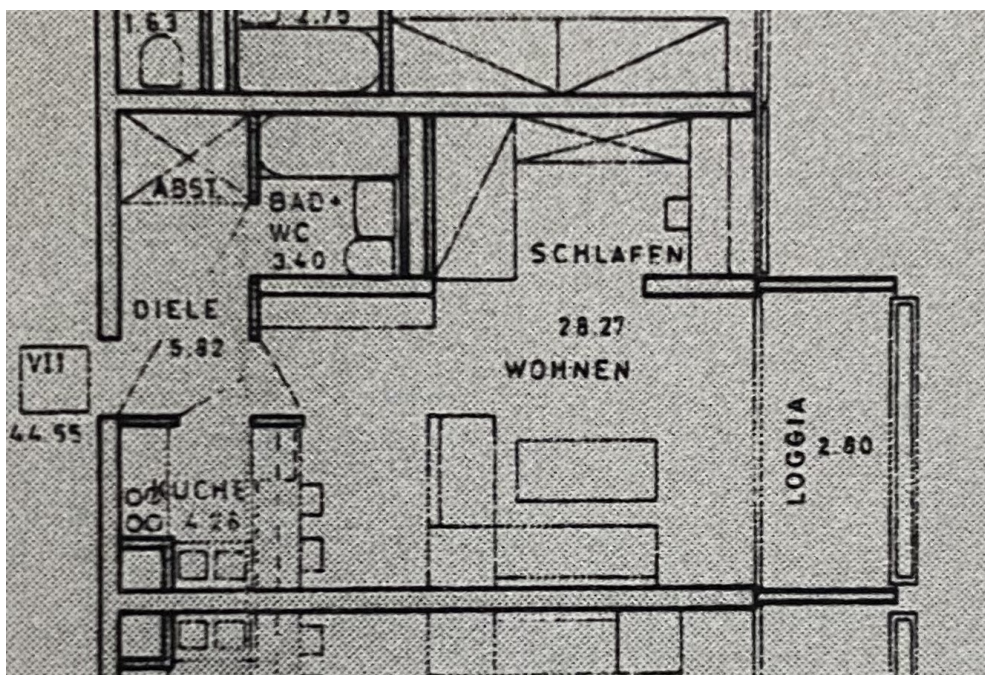 1.63
2.75
ABST.
BAD+
WC
3.40
SCHLAFEN
DIELE
5.82
28.27
WOHNEN
VII
44.55
LOGGIA
2.80
KÜCHE
4.26